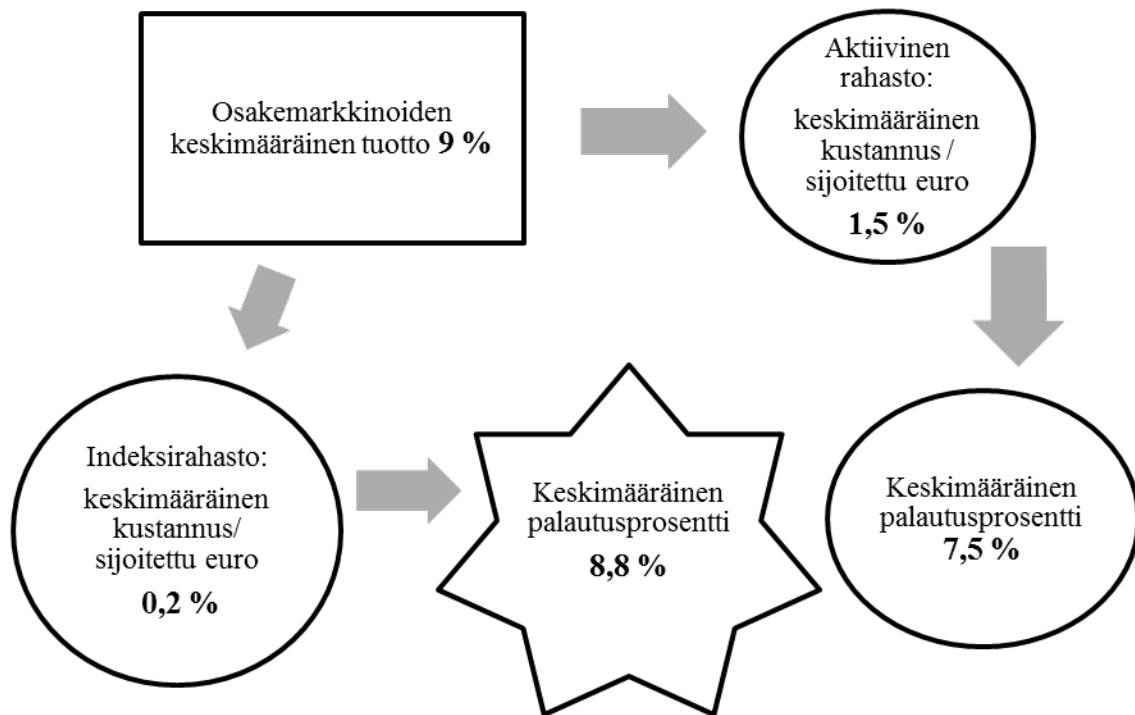 Osakemarkkinoiden
keskimääräinen tuotto 9 %
Aktiivinen
rahasto:
keskimääräinen
kustannus /
sijoitettu euro
1,5 %
Indeksirahasto:
keskimääräinen
kustannus/
sijoitettu euro
0,2 %
Keskimääräinen
palautusprosentti
8,8 %
Keskimääräinen
palautusprosentti
7,5 %